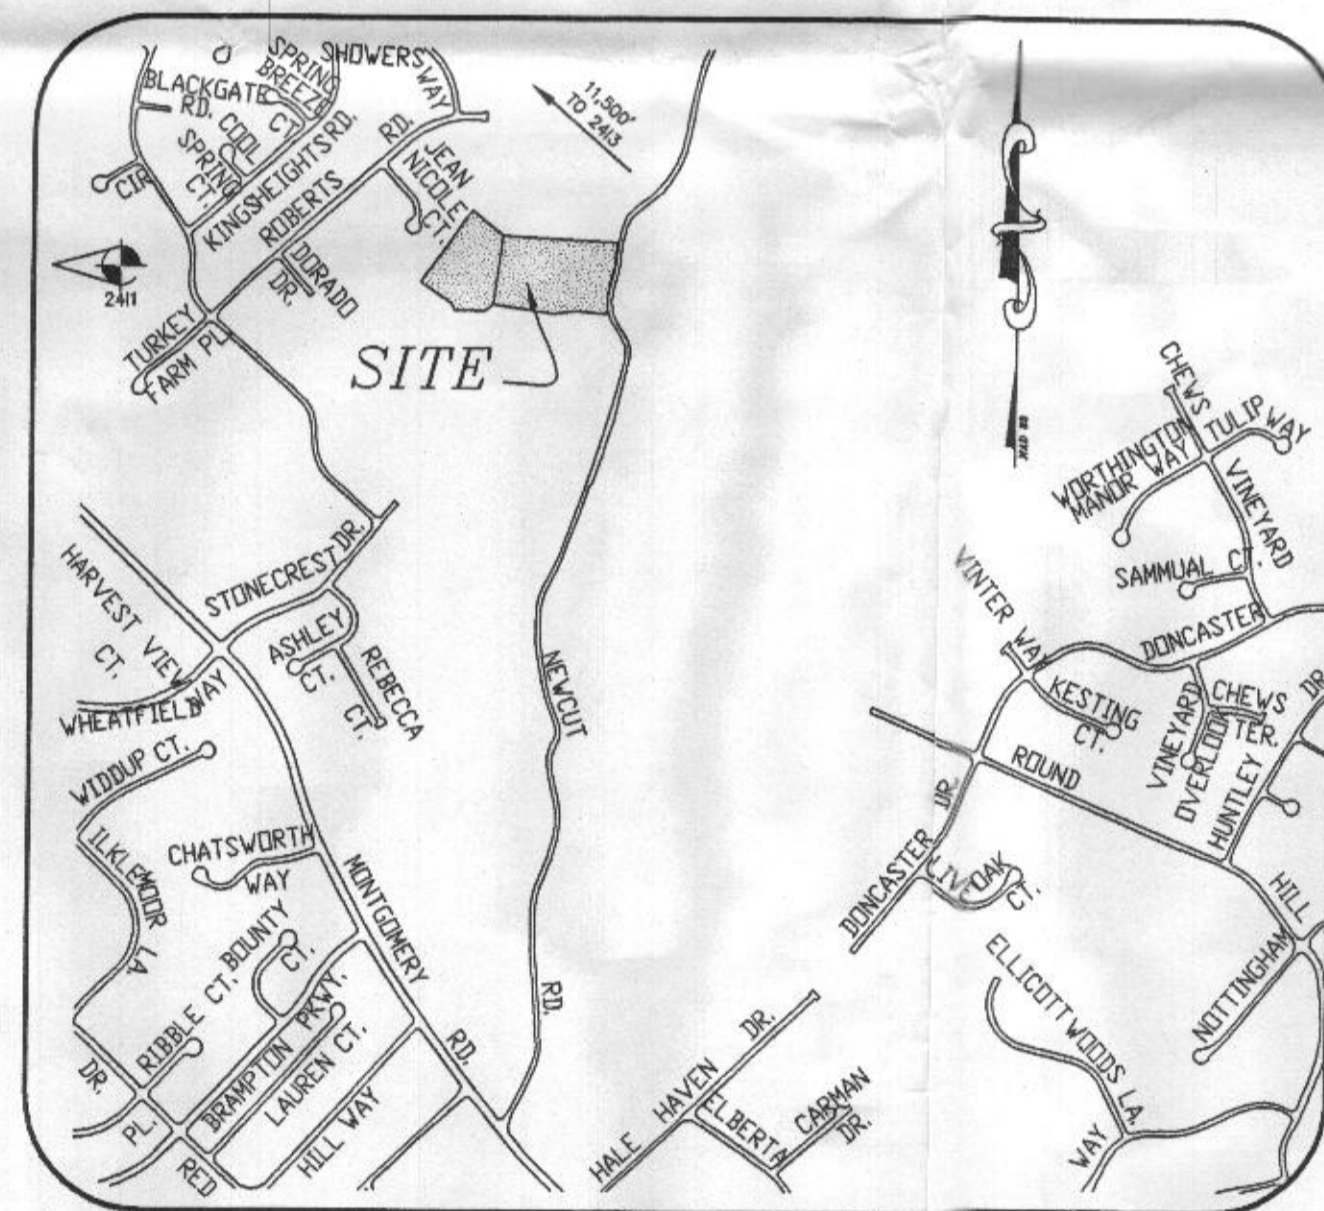 SHOWERS
WAY
SPRING
BREEZE
CT.
BLACKGATE
RD.
COOL
SPRING
CT.
KINGSHEIGHTS RD.
ROBERTS
RD.
JEAN
NICOLE
CT.
11,500'
TO 2413
CIR
2411
DORADO
DR.
TURKEY
FARM PL.
SITE
NAD 83
CHEWS
VINEYARD
TULIP WAY
WORTHINGTON
MANOR WAY
SAMMUAL CT.
VINTER WAY
DONCASTER
STONECREST DR.
HARVEST VIEW
CT.
ASHLEY
CT.
REBECCA
CT.
WHEATFIELD WAY
NEWCUT
RD.
KESTING
CT.
VINEYARD
OVERLOOK
CHEWS
TER.
HUNTLEY
DR.
WIDDUP CT.
ROUND
HILL
ILKLEMOOR
LA.
CHATSWORTH
WAY
MONTGOMERY
RD.
DONCASTER
DR.
LIVEOAK
CT.
BOUNTY
CT.
RIBBLE CT.
NOTTINGHAM
ELLICOTT WOODS LA.
WAY
DR.
PL.
BRAMPTON PKWY.
LAUREN CT.
HILL WAY
RED
HALE HAVEN DR.
ELBERTA
CARMAN
DR.